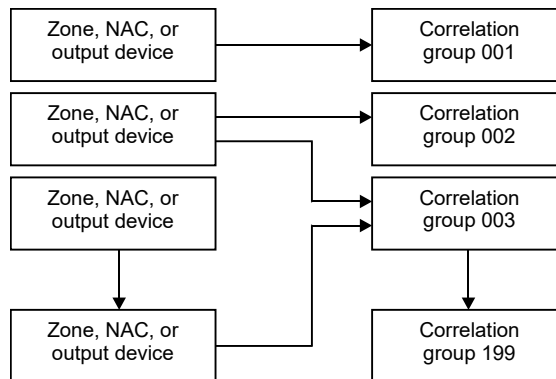 Zone, NAC, or
output device
Correlation
group 001
Zone, NAC, or
output device
Correlation
group 002
Zone, NAC, or
output device
Correlation
group 003
Zone, NAC, or
output device
Correlation
group 199